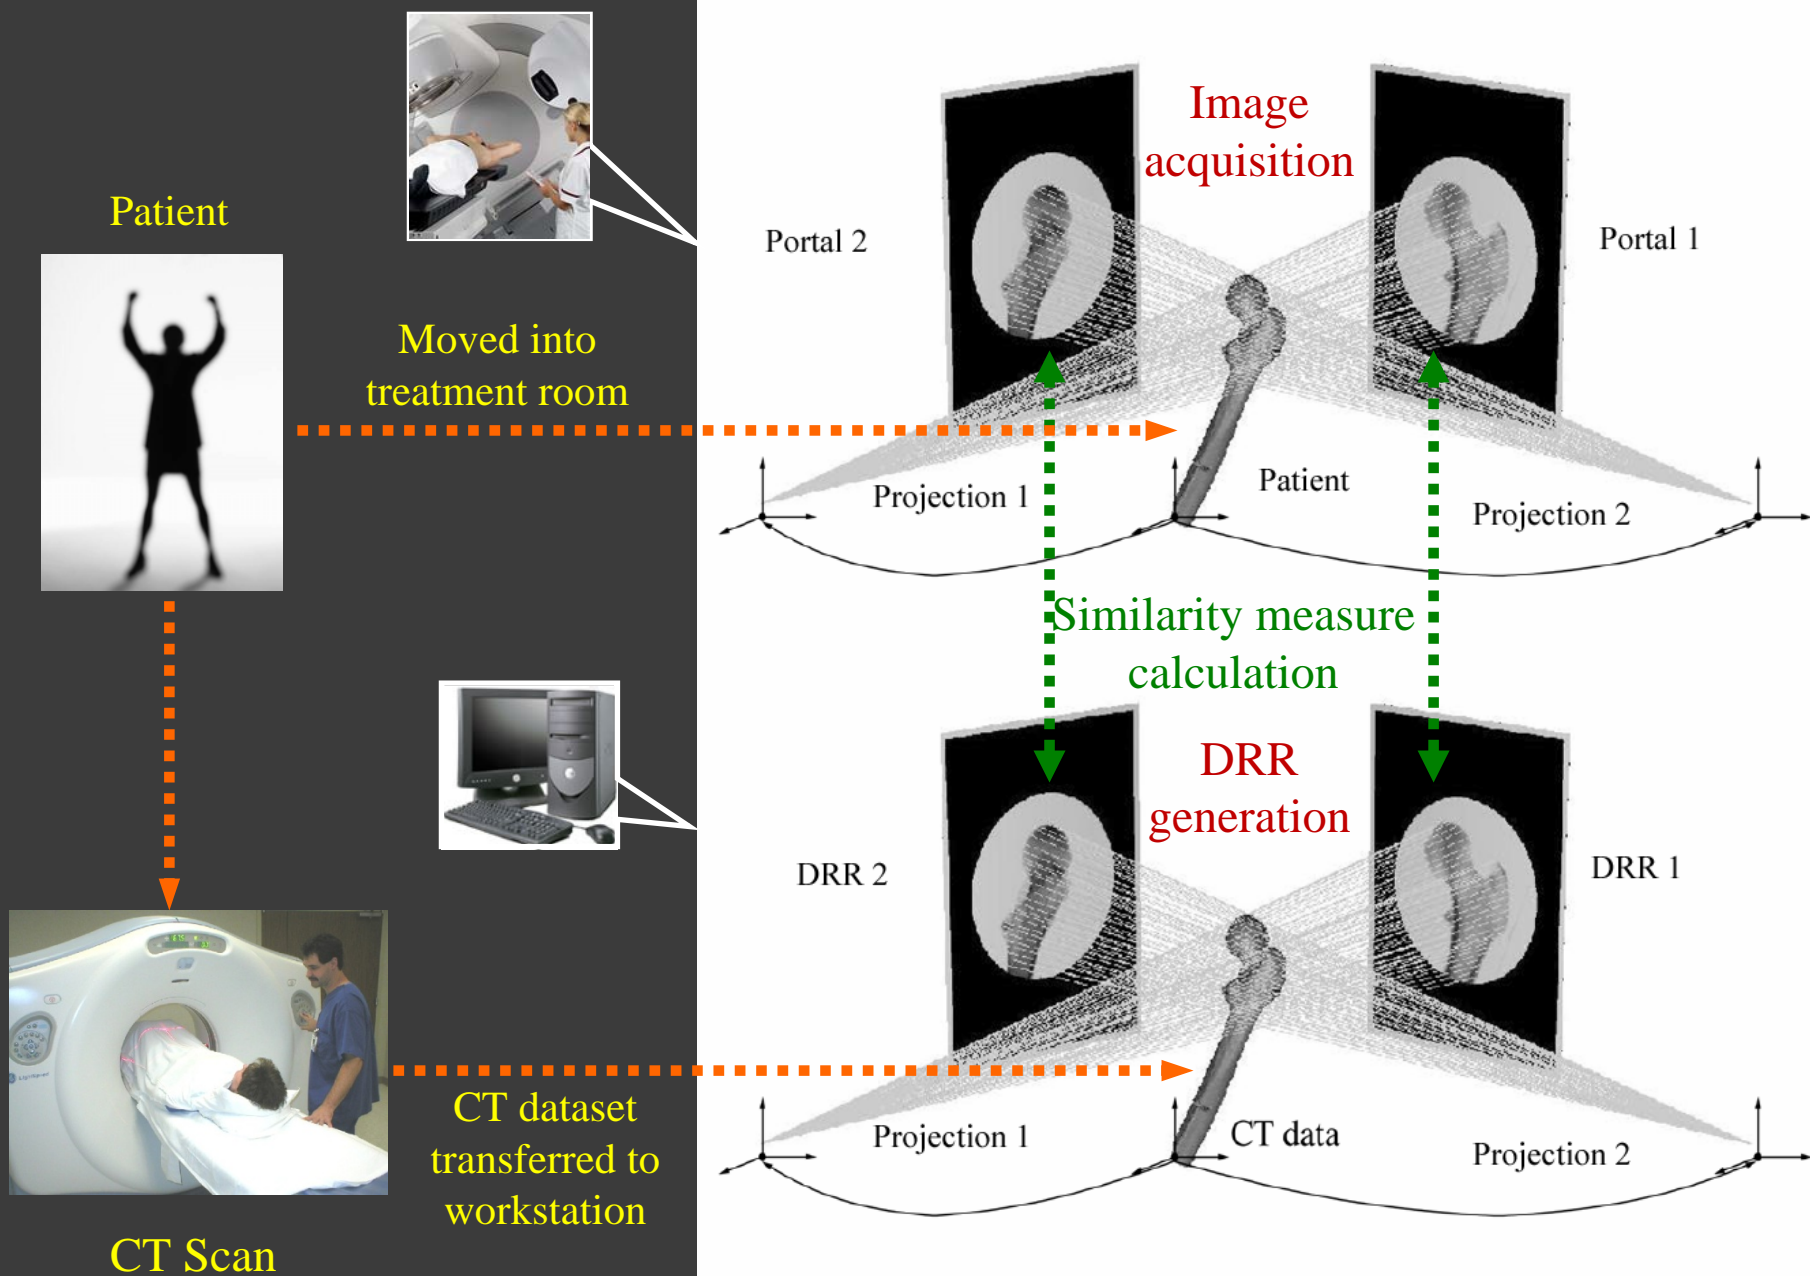 Patient
Moved into
treatment room
Image
acquisition
Portal 2
Portal 1
Projection 1
Patient
Projection 2
Similarity measure
calculation
DRR
generation
DRR 2
DRR 1
Projection 1
CT data
Projection 2
CT dataset
transferred to
workstation
CT Scan